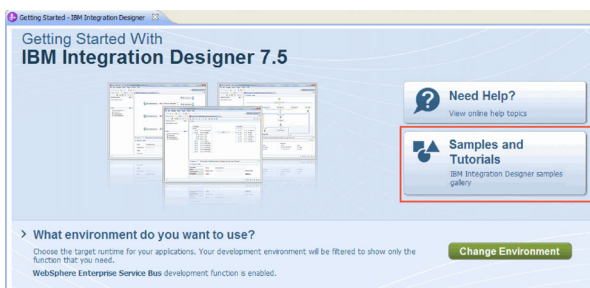 Getting Started - IBM Integration Designer
Getting Started With
IBM Integration Designer 7.5
Need Help?
View online help topics
Samples and
Tutorials
IBM Integration Designer samples
gallery
What environment do you want to use?
Choose the target runtime for your applications. Your development environment will be filtered to show only the
function that you need.
WebSphere Enterprise Service Bus development function is enabled.
Change Environment